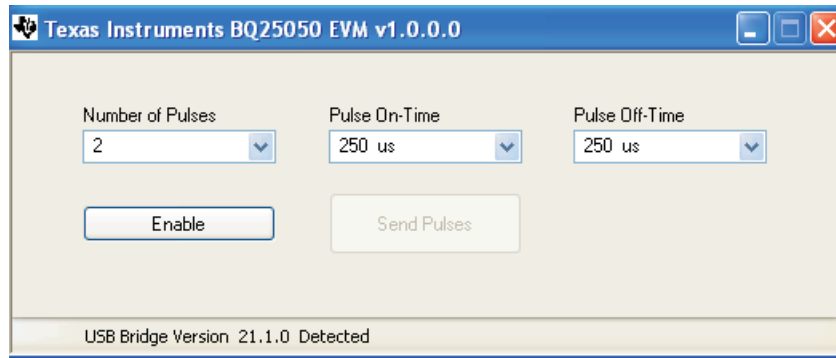 Texas Instruments BQ25050 EVM v1.0.0.0
Number of Pulses Pulse On-Time Pulse Off-Time
2 250 us 250 us
Enable Send Pulses
USB Bridge Version 21.1.0 Detected